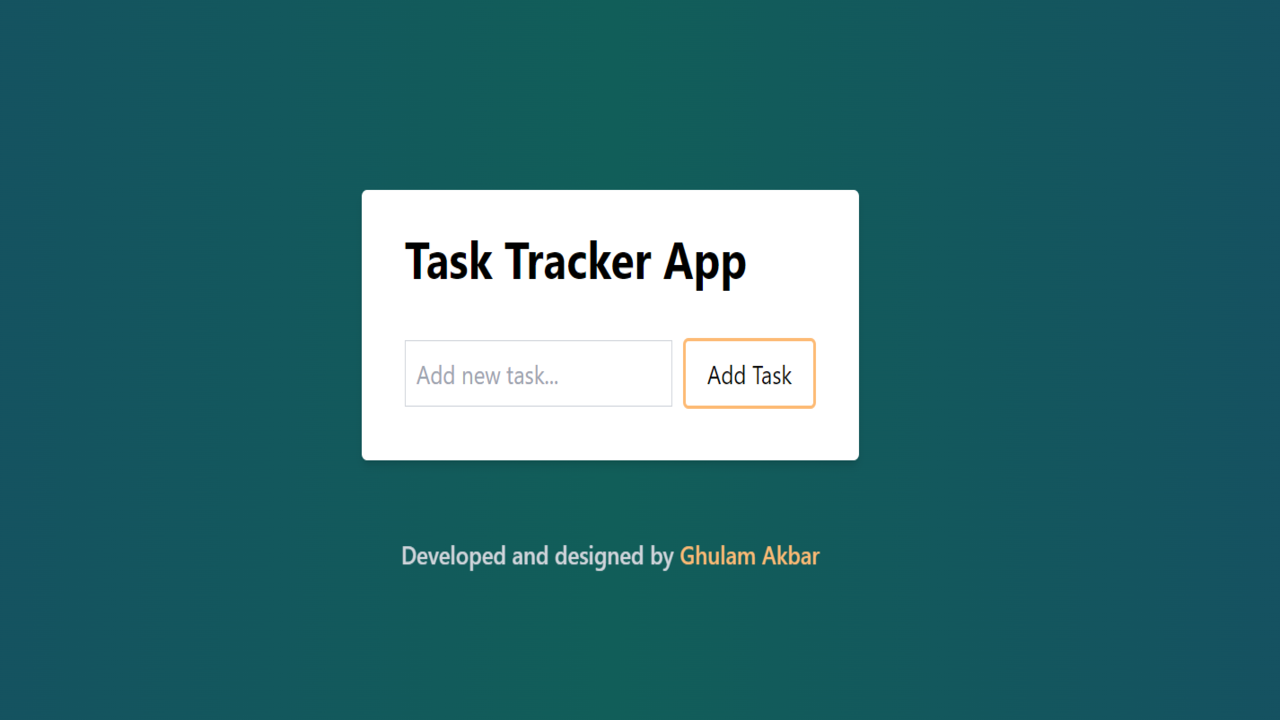 Task Tracker App
Add new task...
Add Task
Developed and designed by Ghulam Akbar